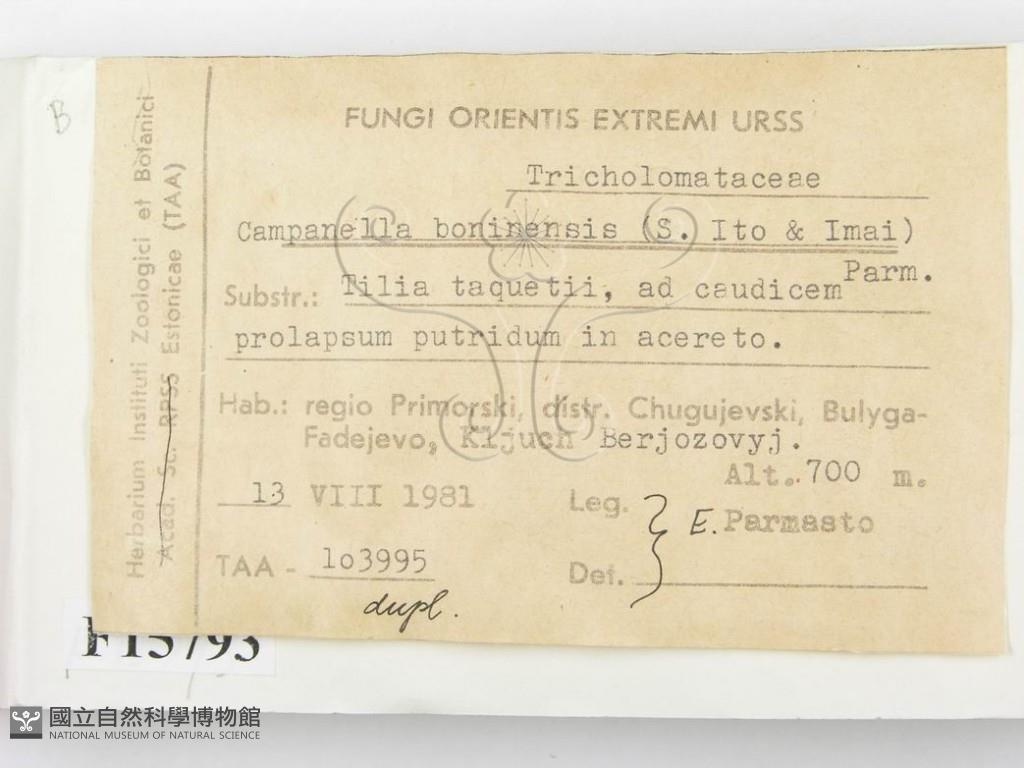 B
Herbarium Instituti Zoologici et Botanici
Acad. Sc. RPSS Estonicae (TAA)
FUNGI ORIENTIS EXTREMI URSS
Tricholomataceae
Campanella boninensis (S. Ito & Imai)
Parm.
Substr.: Tilia taquetii, ad caudicem
prolapsum putridum in acereto.
Hab.: regio Primorski, distr. Chugujevski, Bulyga-
Fadejevo, Kljuch Berjozovyj.
Alt. 700 m.
13 VIII 1981
Leg. E. Parmasto
TAA - 1o3995
Det.
dupl.
F15793
國立自然科學博物館
NATIONAL MUSEUM OF NATURAL SCIENCE